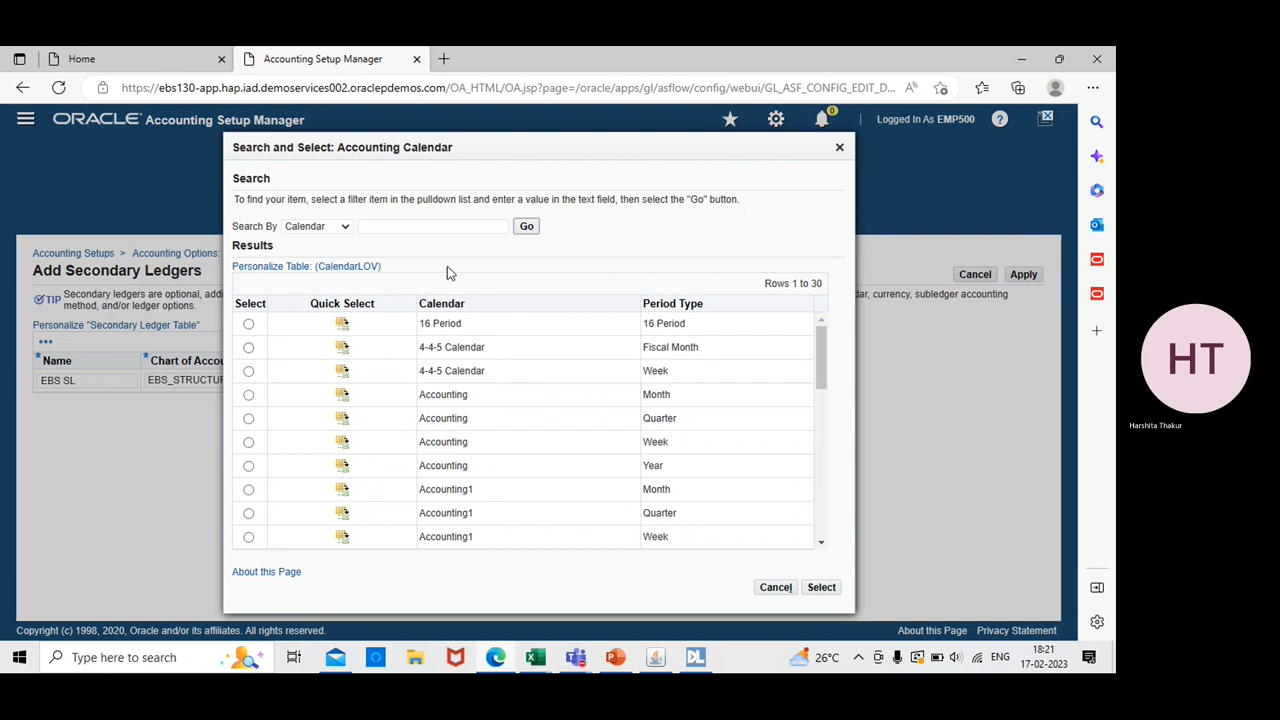 Home
Accounting Setup Manager
https://ebs130-app.hap.iad.demoservices002.oraclepdemos.com/OA_HTML/OA.jsp?page=/oracle/apps/gl/asflow/config/webui/GL_ASF_CONFIG_EDIT_D...
ORACLE Accounting Setup Manager
0
Logged In As EMP500
Search and Select: Accounting Calendar
Search
To find your item, select a filter item in the pulldown list and enter a value in the text field, then select the "Go" button.
Search By Calendar Go
Results
Personalize Table: (CalendarLOV)
Rows 1 to 30
Select Quick Select Calendar Period Type
16 Period 16 Period
4-4-5 Calendar Fiscal Month
4-4-5 Calendar Week
Accounting Month
Accounting Quarter
Accounting Week
Accounting Year
Accounting1 Month
Accounting1 Quarter
Accounting1 Week
About this Page
Cancel Select
Accounting Setups > Accounting Options:
Add Secondary Ledgers
Cancel Apply
TIP Secondary ledgers are optional, addi
dar, currency, subledger accounting
method, and/or ledger options.
Personalize "Secondary Ledger Table"
* Name * Chart of Accou
EBS SL EBS_STRUCTUR
Copyright (c) 1998, 2020, Oracle and/or its affiliates. All rights reserved.
About this Page Privacy Statement
HT
Harshita Thakur
Type here to search
26°C
ENG
18:21
17-02-2023